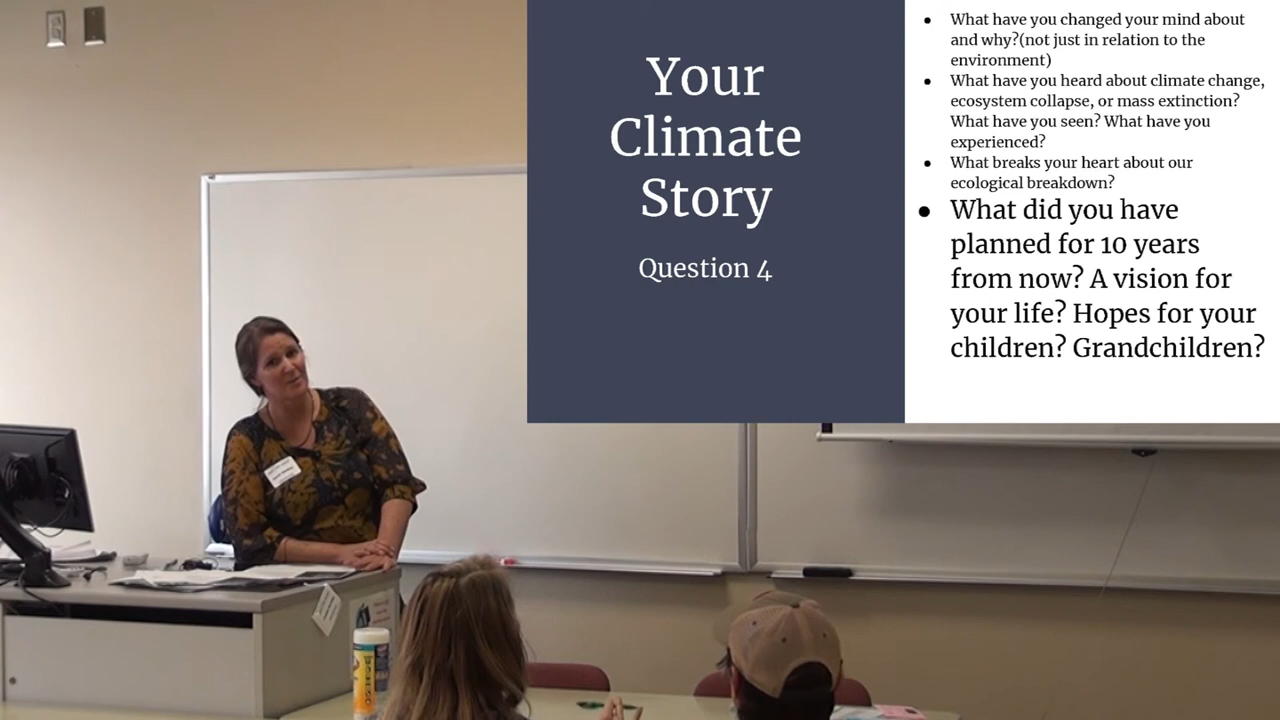 Your
Climate
Story
Question 4
● What have you changed your mind about
and why?(not just in relation to the
environment)
● What have you heard about climate change,
ecosystem collapse, or mass extinction?
What have you seen? What have you
experienced?
● What breaks your heart about our
ecological breakdown?
● What did you have
planned for 10 years
from now? A vision for
your life? Hopes for your
children? Grandchildren?